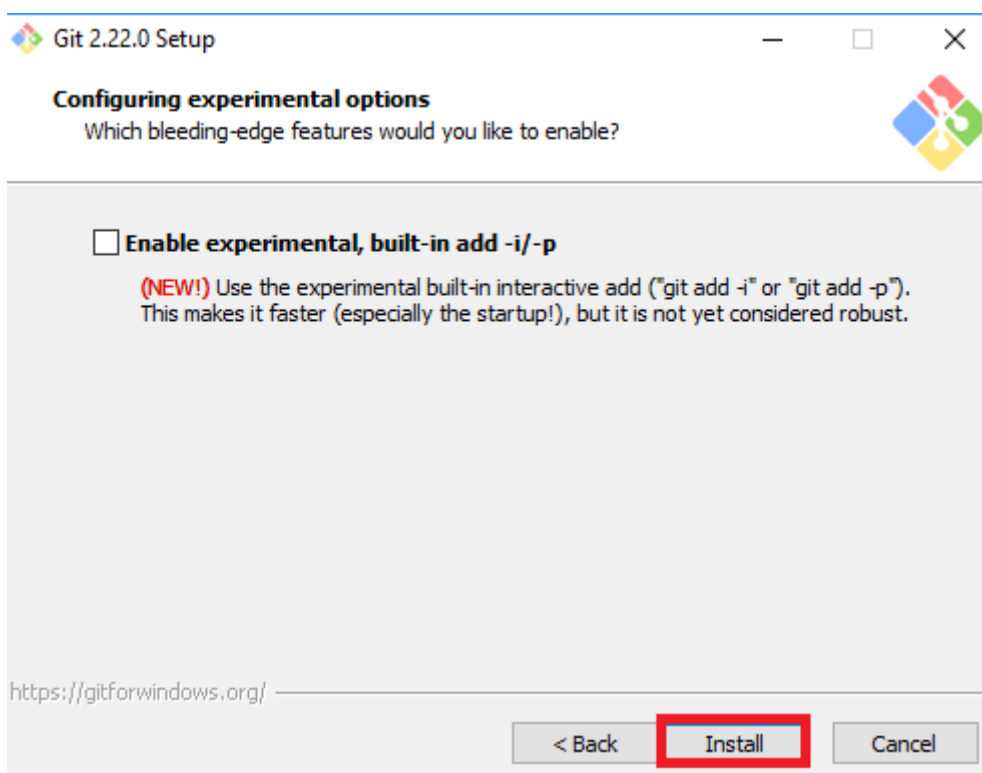 Git 2.22.0 Setup
Configuring experimental options
Which bleeding-edge features would you like to enable?
Enable experimental, built-in add -i/-p
(NEW!) Use the experimental built-in interactive add ("git add -i" or "git add -p").
This makes it faster (especially the startup!), but it is not yet considered robust.
https://gitforwindows.org/
< Back Install Cancel